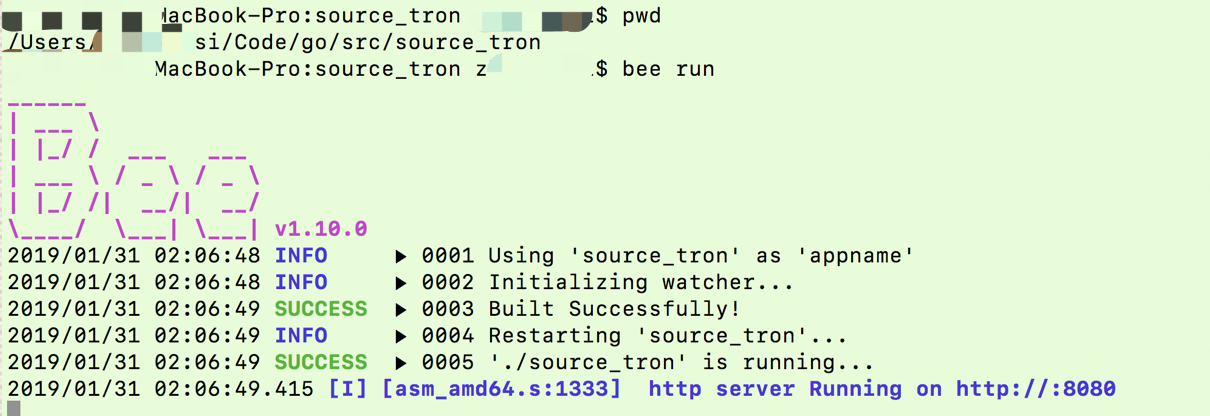 MacBook-Pro:source_tron $ pwd
/Users/ si/Code/go/src/source_tron
MacBook-Pro:source_tron z $ bee run
______
| ___ \
| |_/ /  ___   ___
| ___ \ / _ \ / _ \
| |_/ /|  __/|  __/
\____/  \___| \___| v1.10.0
2019/01/31 02:06:48 INFO     ▶ 0001 Using 'source_tron' as 'appname'
2019/01/31 02:06:48 INFO     ▶ 0002 Initializing watcher...
2019/01/31 02:06:49 SUCCESS  ▶ 0003 Built Successfully!
2019/01/31 02:06:49 INFO     ▶ 0004 Restarting 'source_tron'...
2019/01/31 02:06:49 SUCCESS  ▶ 0005 './source_tron' is running...
2019/01/31 02:06:49.415 [I] [asm_amd64.s:1333]  http server Running on http://:8080